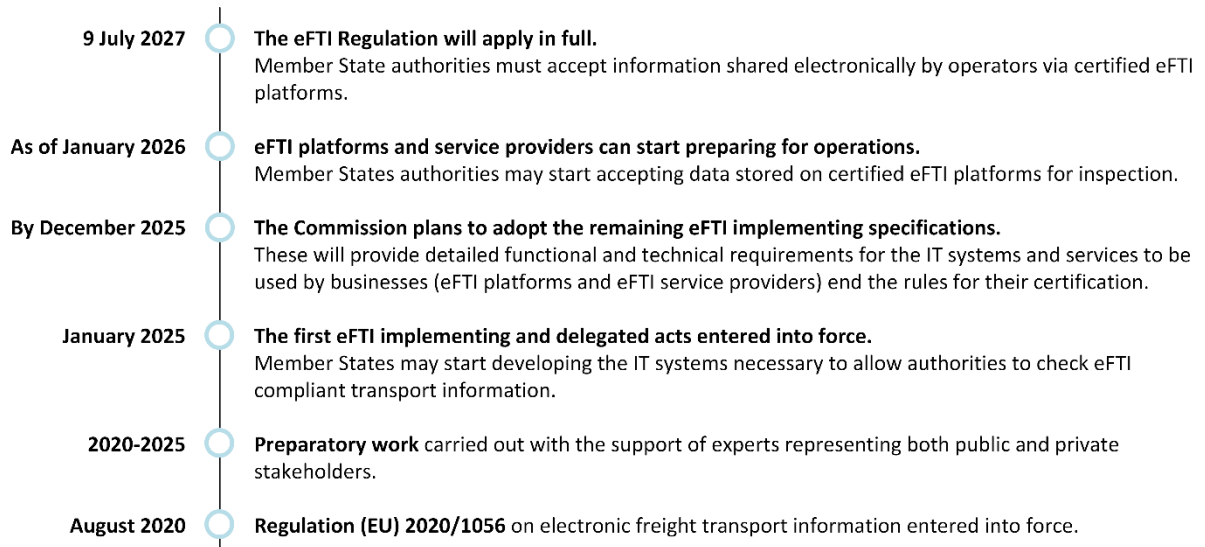 9 July 2027
The eFTI Regulation will apply in full.
Member State authorities must accept information shared electronically by operators via certified eFTI
platforms.
As of January 2026
eFTI platforms and service providers can start preparing for operations.
Member States authorities may start accepting data stored on certified eFTI platforms for inspection.
By December 2025
The Commission plans to adopt the remaining eFTI implementing specifications.
These will provide detailed functional and technical requirements for the IT systems and services to be
used by businesses (eFTI platforms and eFTI service providers) end the rules for their certification.
January 2025
The first eFTI implementing and delegated acts entered into force.
Member States may start developing the IT systems necessary to allow authorities to check eFTI
compliant transport information.
2020-2025
Preparatory work carried out with the support of experts representing both public and private
stakeholders.
August 2020
Regulation (EU) 2020/1056 on electronic freight transport information entered into force.